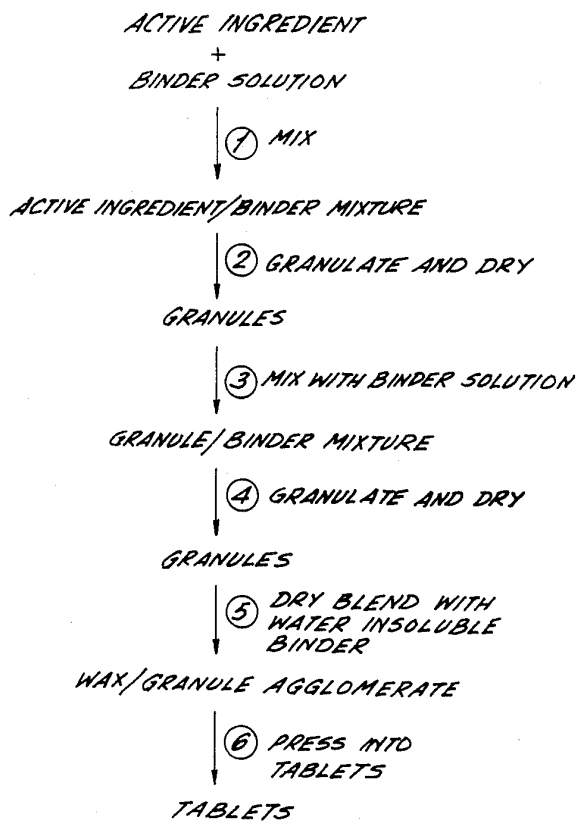 ACTIVE INGREDIENT
+
BINDER SOLUTION
1 MIX
ACTIVE INGREDIENT/BINDER MIXTURE
2 GRANULATE AND DRY
GRANULES
3 MIX WITH BINDER SOLUTION
GRANULE/BINDER MIXTURE
4 GRANULATE AND DRY
GRANULES
5 DRY BLEND WITH
WATER INSOLUBLE
BINDER
WAX/GRANULE AGGLOMERATE
6 PRESS INTO
TABLETS
TABLETS